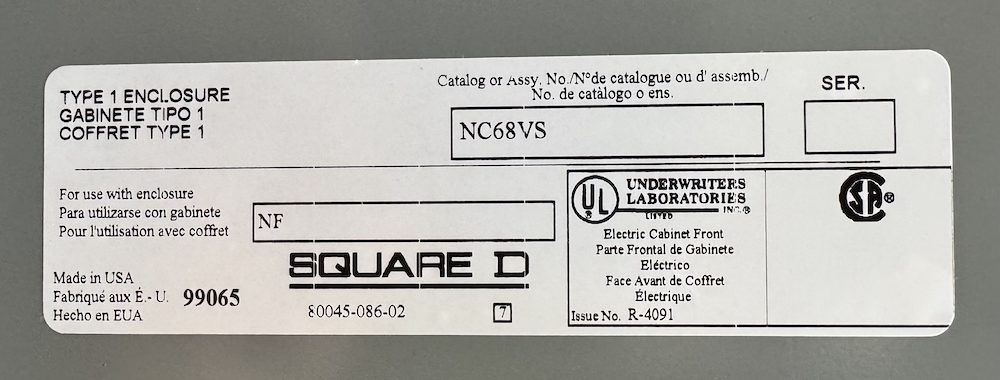 TYPE 1 ENCLOSURE
GABINETE TIPO 1
COFFRET TYPE 1
Catalog or Assy. No./N°de catalogue ou d' assemb./
No. de catàlogo o ens.
NC68VS
SER.
For use with enclosure
Para utilizarse con gabinete
Pour l'utilisation avec coffret
NF
Made in USA
Fabriqué aux É.- U. 99065
Hecho en EUA
SQUARE D
80045-086-02
7
UL
®
UNDERWRITERS
LABORATORIES
INC.®
LISTED
Electric Cabinet Front
Parte Frontal de Gabinete
Eléctrico
Face Avant de Coffret
Électrique
Issue No. R-4091
SA®